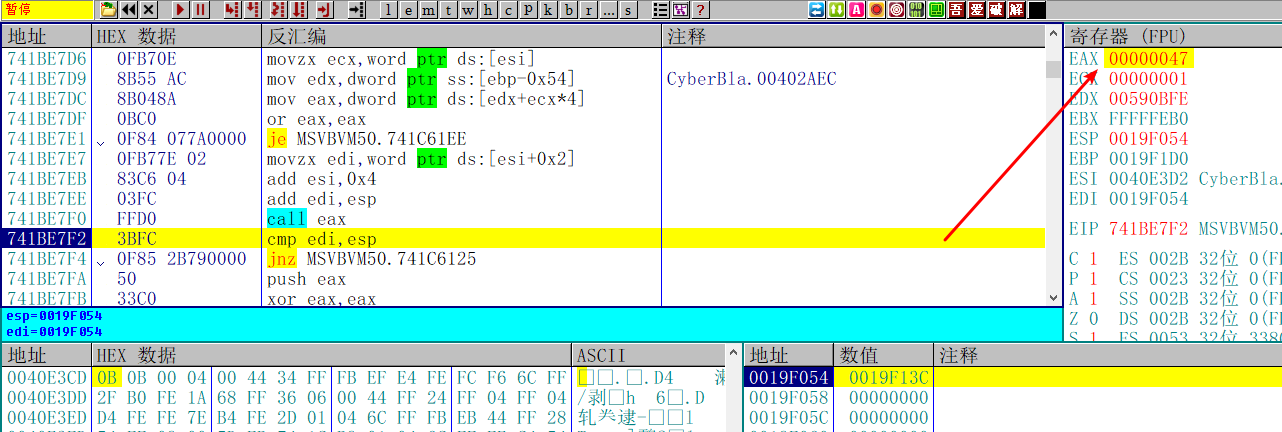 暂停 l e m t w h c p k b r ... s ? 吾 爱 破 解
地址 HEX 数据 反汇编 注释 寄存器 (FPU)
741BE7D6 0FB70E movzx ecx,word ptr ds:[esi] EAX 00000047
741BE7D9 8B55 AC mov edx,dword ptr ss:[ebp-0x54] CyberBla.00402AEC ECX 00000001
741BE7DC 8B048A mov eax,dword ptr ds:[edx+ecx*4] EDX 00590BFE
741BE7DF 0BC0 or eax,eax EBX FFFFFEB0
741BE7E1 0F84 077A0000 je MSVBVM50.741C61EE ESP 0019F054
741BE7E7 0FB77E 02 movzx edi,word ptr ds:[esi+0x2] EBP 0019F1D0
741BE7EB 83C6 04 add esi,0x4 ESI 0040E3D2 CyberBla.
741BE7EE 03FC add edi,esp EDI 0019F054
741BE7F0 FFD0 call eax
741BE7F2 3BFC cmp edi,esp EIP 741BE7F2 MSVBVM50.
741BE7F4 0F85 2B790000 jnz MSVBVM50.741C6125 C 1 ES 002B 32位 0(FF
741BE7FA 50 push eax P 1 CS 0023 32位 0(FF
741BE7FB 33C0 xor eax,eax A 1 SS 002B 32位 0(FF
esp=0019F054 Z 0 DS 002B 32位 0(FF
edi=0019F054 S 1 FS 0053 32位 3380
地址 HEX 数据 ASCII 地址 数值 注释
0040E3CD 0B 0B 00 04 00 44 34 FF FB EF E4 FE FC F6 6C FF 0019F054 0019F13C
0040E3DD 2F B0 FE 1A 68 FF 36 06 00 44 FF 24 FF 04 FF 04 0019F058 00000000
0040E3ED D4 FE FE 7E B4 FE 2D 01 04 6C FF FB EB 44 FF 28 0019F05C 00000000